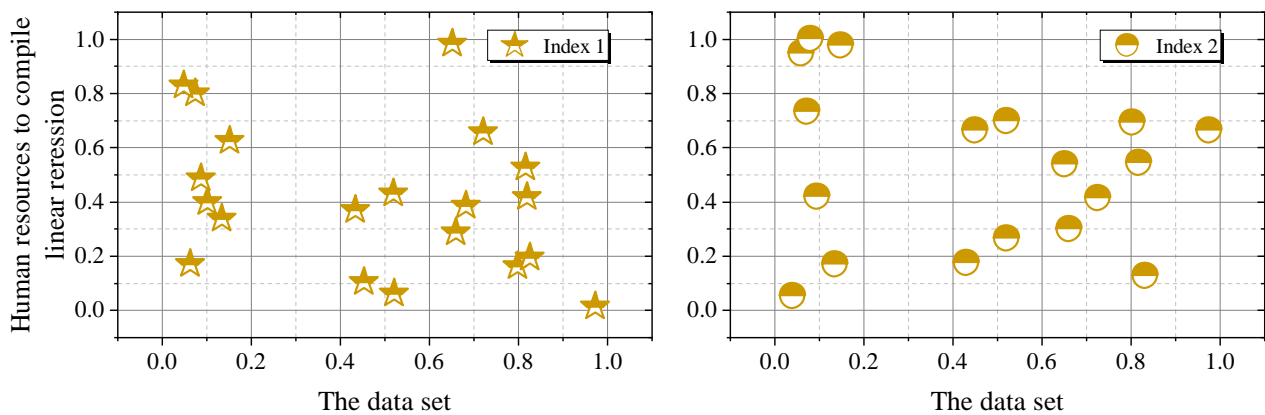 Human resources to compile
linear reression
1.0
0.8
0.6
0.4
0.2
0.0
0.0 0.2 0.4 0.6 0.8 1.0
The data set
Index 1
1.0
0.8
0.6
0.4
0.2
0.0
0.0 0.2 0.4 0.6 0.8 1.0
The data set
Index 2